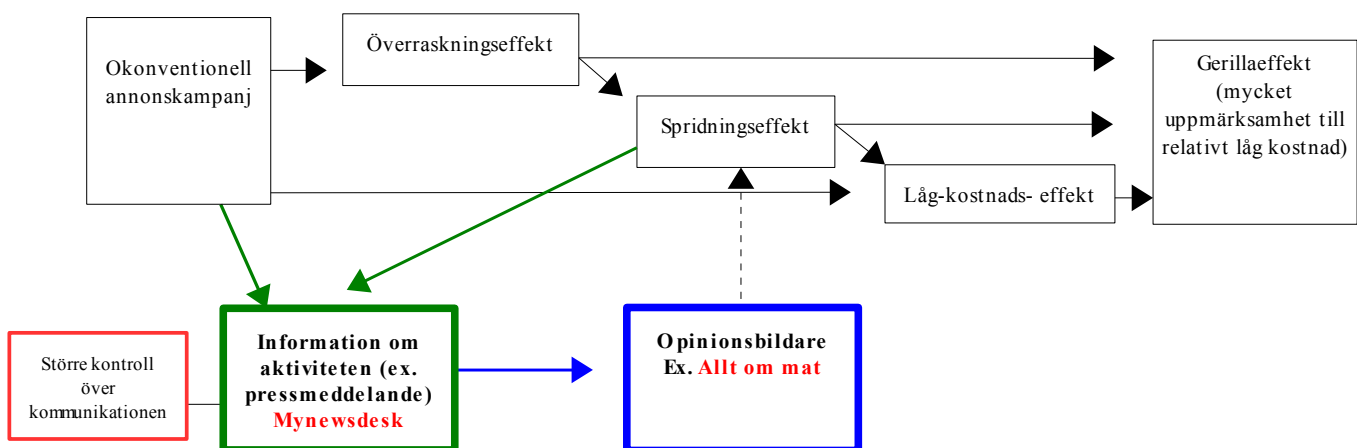 Okonventionell
annonskampanj
Överraskningseffekt
Spridningseffekt
Låg-kostnads- effekt
Gerillaeffekt
(mycket
uppmärksamhet till
relativt låg kostnad)
Större kontroll
över
kommunikationen
Information om
aktiviteten (ex.
pressmeddelande)
Mynewsdesk
Opinionsbildare
Ex. Allt om mat